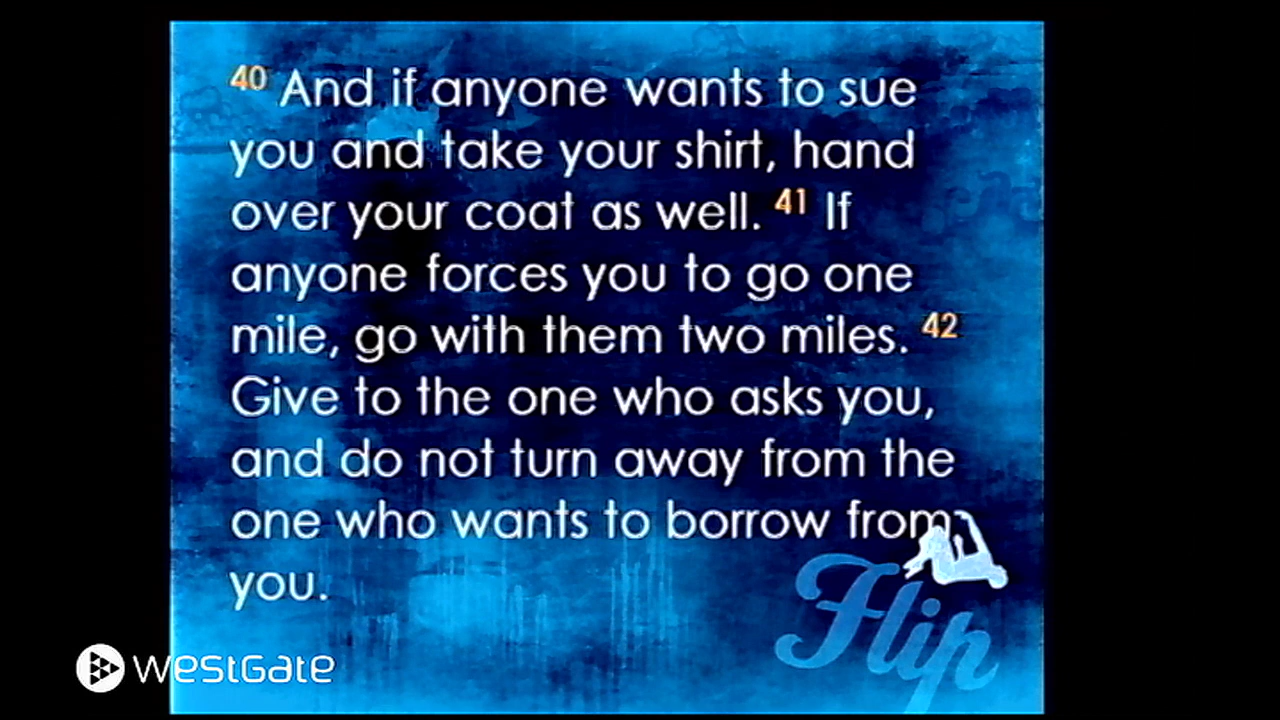 40 And if anyone wants to sue
you and take your shirt, hand
over your coat as well. 41 If
anyone forces you to go one
mile, go with them two miles. 42
Give to the one who asks you,
and do not turn away from the
one who wants to borrow from
you.
Flip
WESTGATE